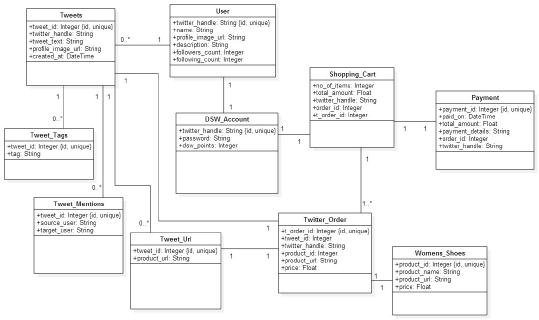 Tweets
+tweet_id: Integer {id, unique}
+twitter_handle: String
+tweet_text: String
+profile_image_url: String
+created_at: DateTime
User
+twitter_handle: String {id, unique}
+name: String
+profile_image_url: String
+description: String
+followers_count: Integer
+following_count: Integer
0..*
1
1
1
DSW_Account
+twitter_handle: String {id, unique}
+password: String
+dsw_points: Integer
1
1
Shopping_Cart
+no_of_items: Integer
+total_amount: Float
+twitter_handle: String
+order_id: Integer
+t_order_id: Integer
1
1
Payment
+payment_id: Integer {id, unique}
+paid_on: DateTime
+total_amount: Float
+payment_details: String
+order_id: Integer
+twitter_handle: String
1
1
1
1
0..*
Tweet_Tags
+tweet_id: Integer {id, unique}
+tag: String
0..*
Tweet_Mentions
+tweet_id: Integer {id, unique}
+source_user: String
+target_user: String
0..*
Tweet_Url
+tweet_id: Integer {id, unique}
+product_url: String
1
1
1
1
1..*
Twitter_Order
+t_order_id: Integer {id, unique}
+tweet_id: Integer
+twitter_handle: String
+product_id: Integer
+product_url: String
+price: Float
1
1
Womens_Shoes
+product_id: Integer {id, unique}
+product_name: String
+product_url: String
+price: Float